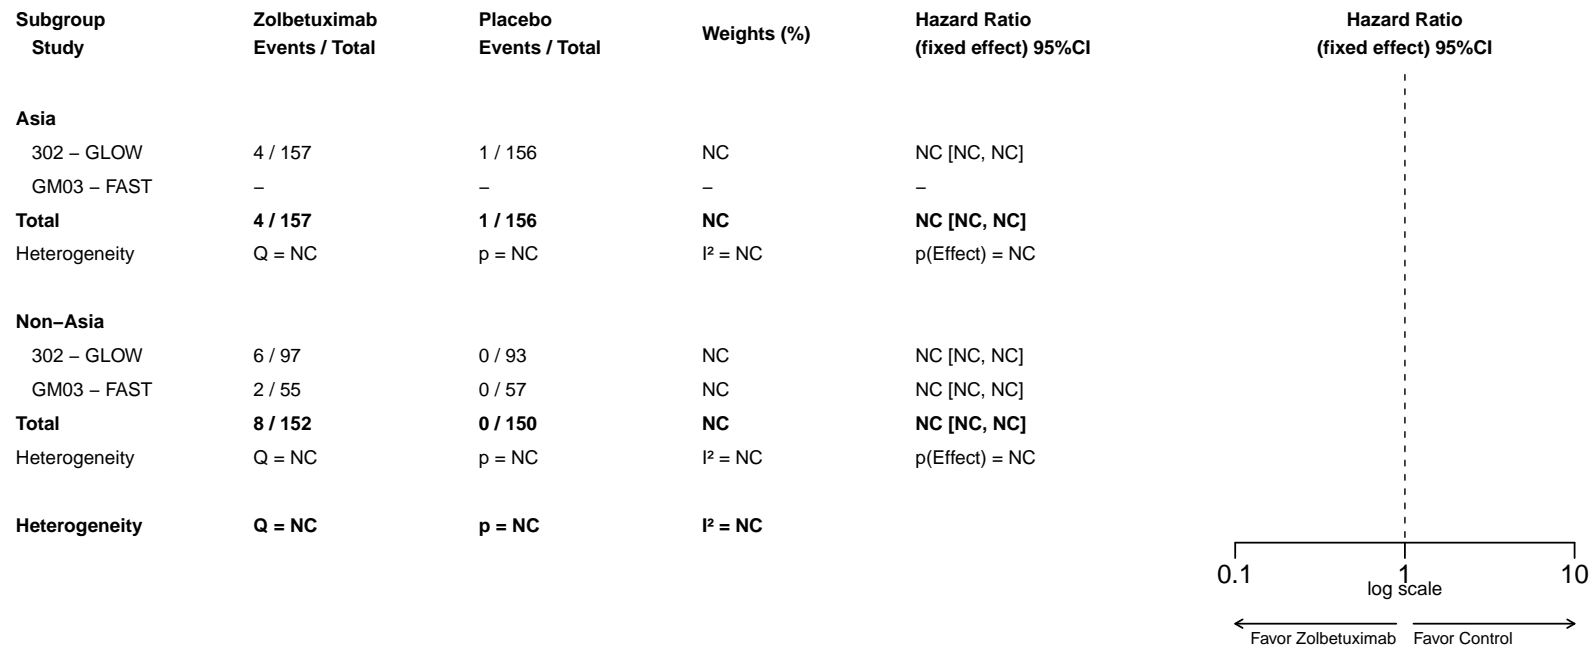 Subgroup Zolbetuximab Placebo Weights (%) Hazard Ratio Hazard Ratio
Study Events / Total Events / Total (fixed effect) 95%CI (fixed effect) 95%CI
Asia
302 − GLOW 4 / 157 1 / 156 NC NC [NC, NC]
GM03 − FAST − − − −
Total 4 / 157 1 / 156 NC NC [NC, NC]
Heterogeneity Q = NC p = NC I² = NC p(Effect) = NC
Non−Asia
302 − GLOW 6 / 97 0 / 93 NC NC [NC, NC]
GM03 − FAST 2 / 55 0 / 57 NC NC [NC, NC]
Total 8 / 152 0 / 150 NC NC [NC, NC]
Heterogeneity Q = NC p = NC I² = NC p(Effect) = NC
Heterogeneity Q = NC p = NC I² = NC
0.1 1 10
log scale
Favor Zolbetuximab Favor Control